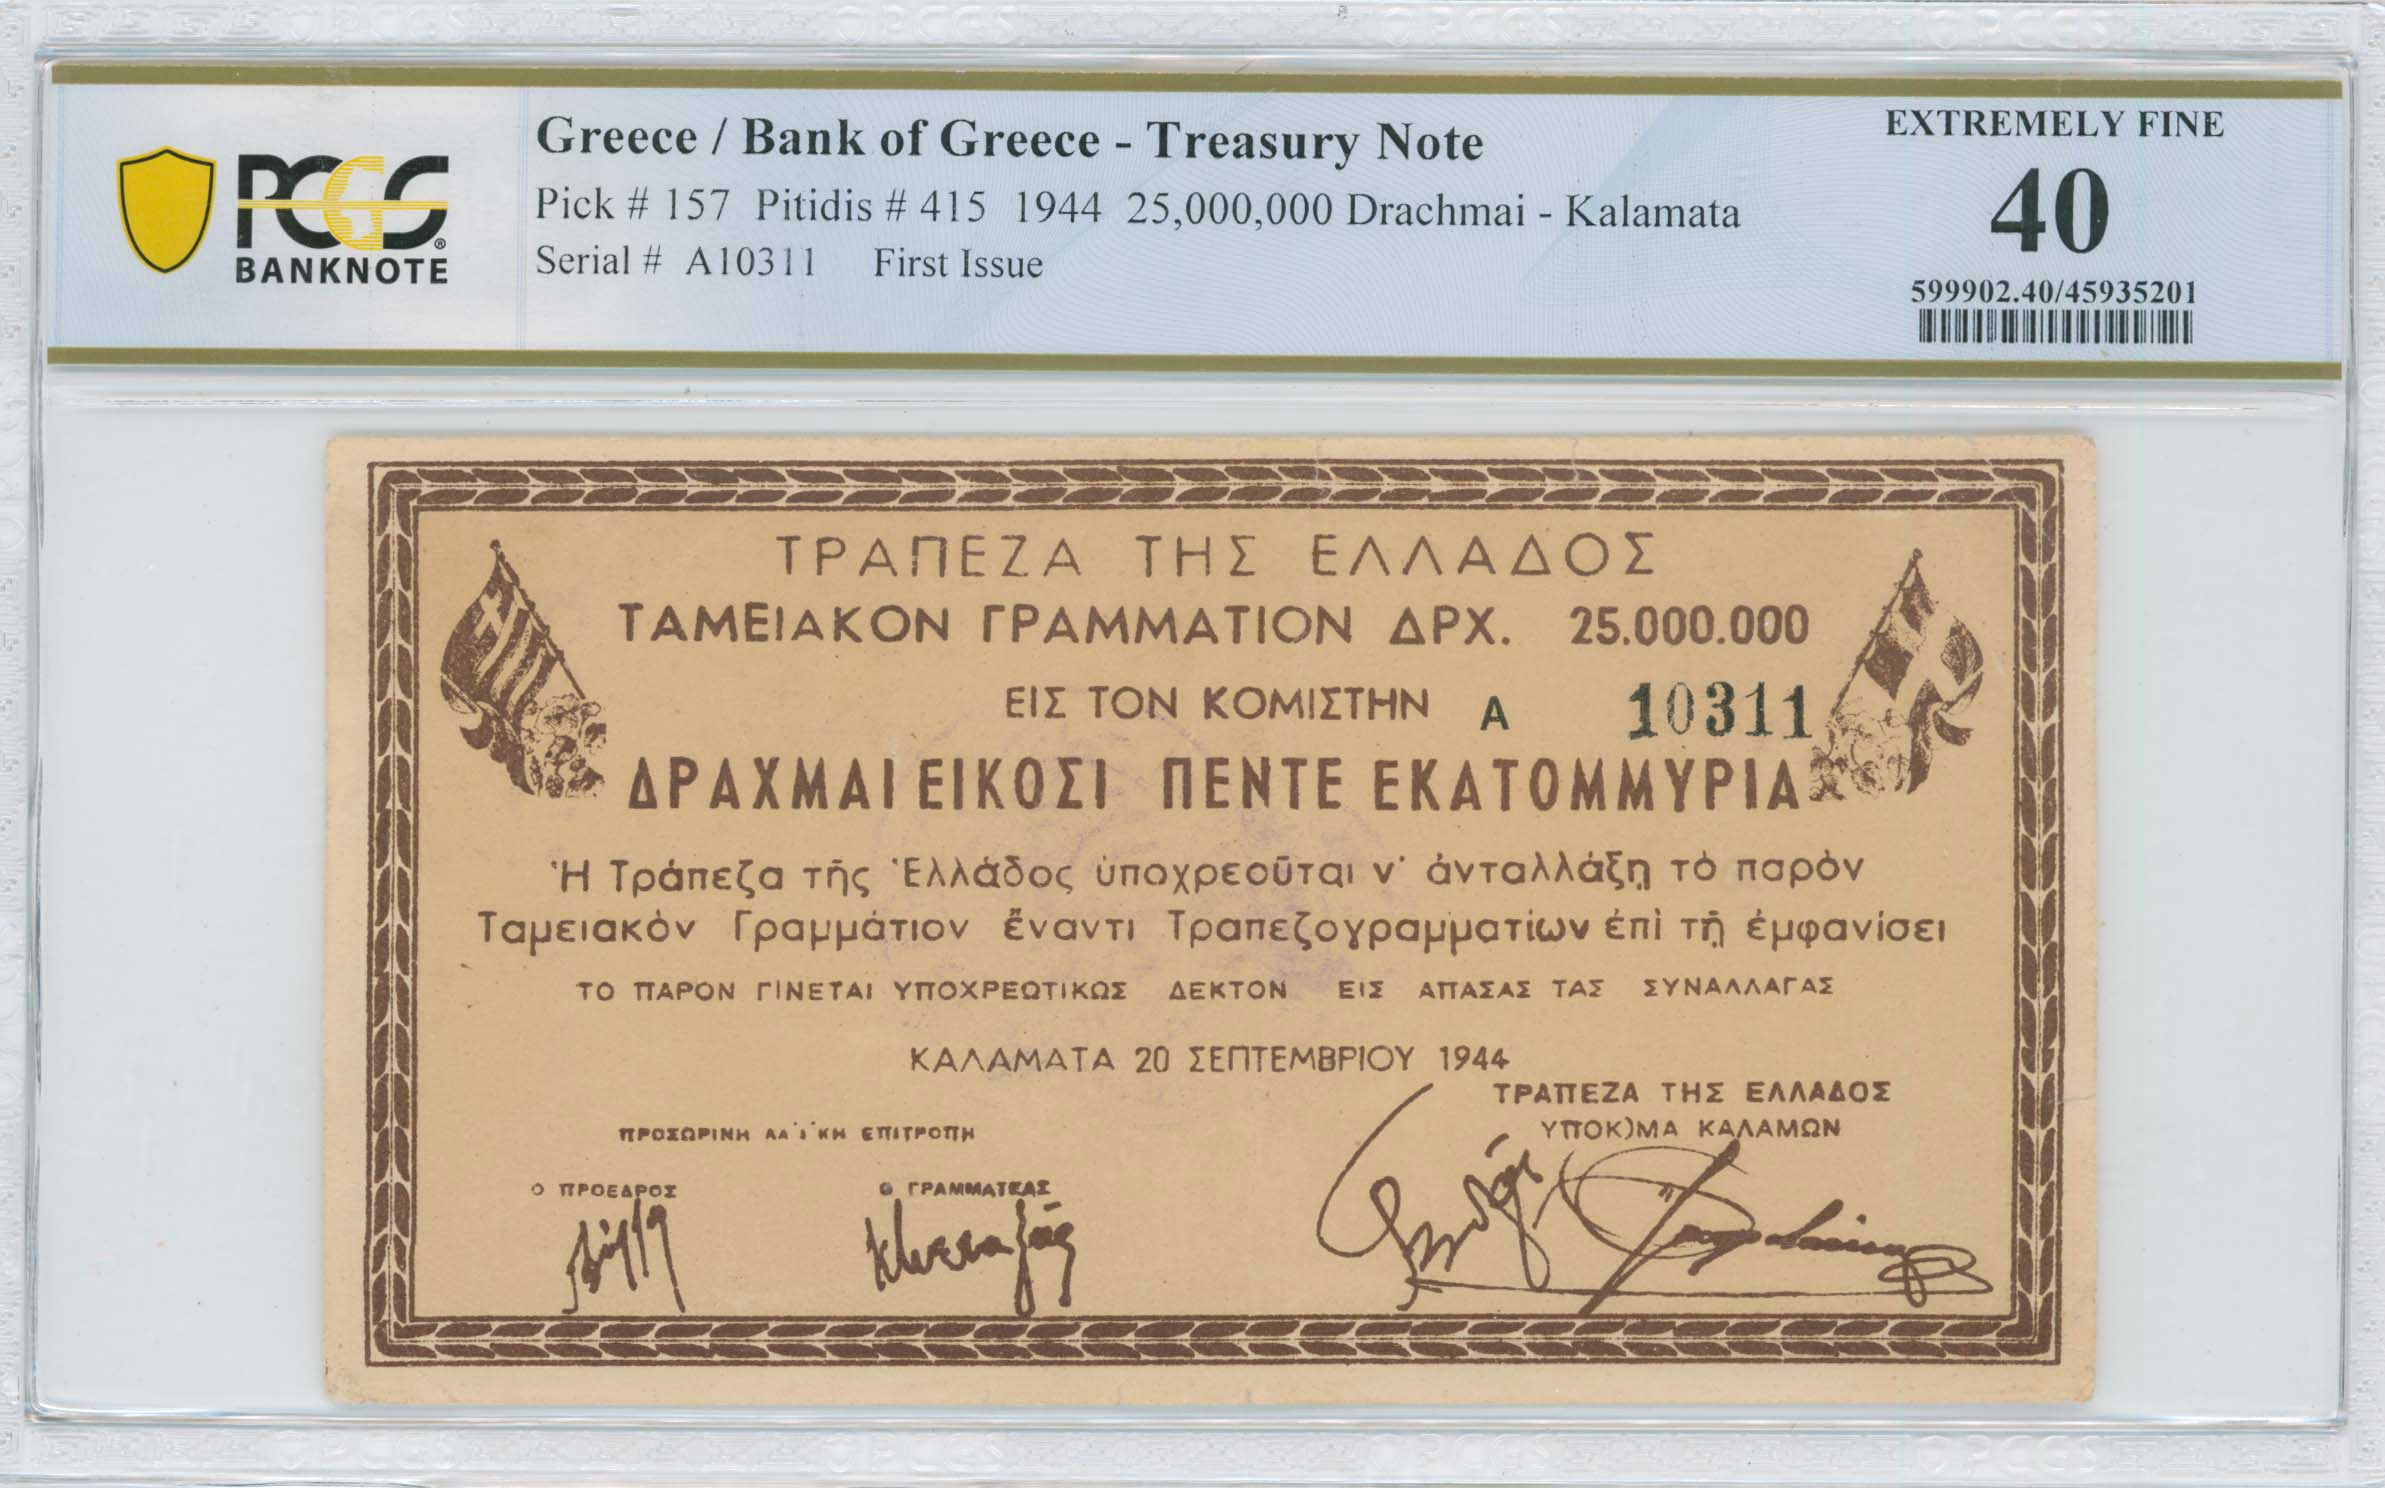 PCGS
BANKNOTE
Greece / Bank of Greece - Treasury Note
Pick # 157 Pitidis # 415 1944 25,000,000 Drachmai - Kalamata
Serial # A10311 First Issue
EXTREMELY FINE
40
599902.40/45935201
ΤΡΑΠΕΖΑ ΤΗΣ ΕΛΛΑΔΟΣ
ΤΑΜΕΙΑΚΟΝ ΓΡΑΜΜΑΤΙΟΝ ΔΡΧ. 25.000.000
ΕΙΣ ΤΟΝ ΚΟΜΙΣΤΗΝ Α 10311
ΔΡΑΧΜΑΙ ΕΙΚΟΣΙ ΠΕΝΤΕ ΕΚΑΤΟΜΜΥΡΙΑ
Ἡ Τράπεζα τῆς Ἑλλάδος ὑποχρεοῦται ν' ἀνταλλάξῃ τὸ παρὸν
Ταμειακὸν Γραμμάτιον ἔναντι Τραπεζογραμματίων ἐπὶ τῇ ἐμφανίσει
ΤΟ ΠΑΡΟΝ ΓΙΝΕΤΑΙ ΥΠΟΧΡΕΩΤΙΚΩΣ ΔΕΚΤΟΝ ΕΙΣ ΑΠΑΣΑΣ ΤΑΣ ΣΥΝΑΛΛΑΓΑΣ
ΚΑΛΑΜΑΤΑ 20 ΣΕΠΤΕΜΒΡΙΟΥ 1944
ΤΡΑΠΕΖΑ ΤΗΣ ΕΛΛΑΔΟΣ
ΥΠΟΚ)ΜΑ ΚΑΛΑΜΩΝ
ΠΡΟΣΩΡΙΝΗ ΛΑ·Ι·ΚΗ ΕΠΙΤΡΟΠΗ
Ο ΠΡΟΕΔΡΟΣ Ο ΓΡΑΜΜΑΤΕΑΣ